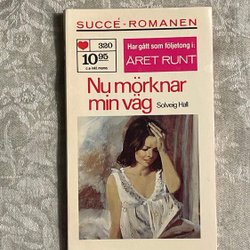 SUCCÉ-ROMANEN
320
10 95
Har gått som följetong i:
ÅRET RUNT
Nu mörknar
min väg
Solveig Hall